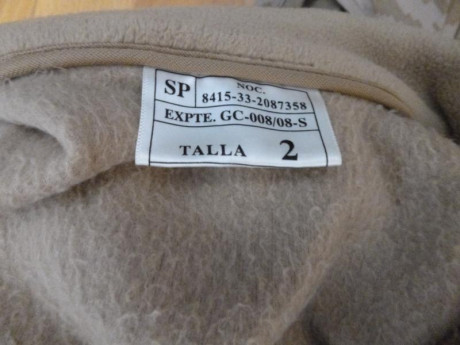 SP
NOC.
8415-33-2087358
EXPTE. GC-008/08-S
TALLA 2